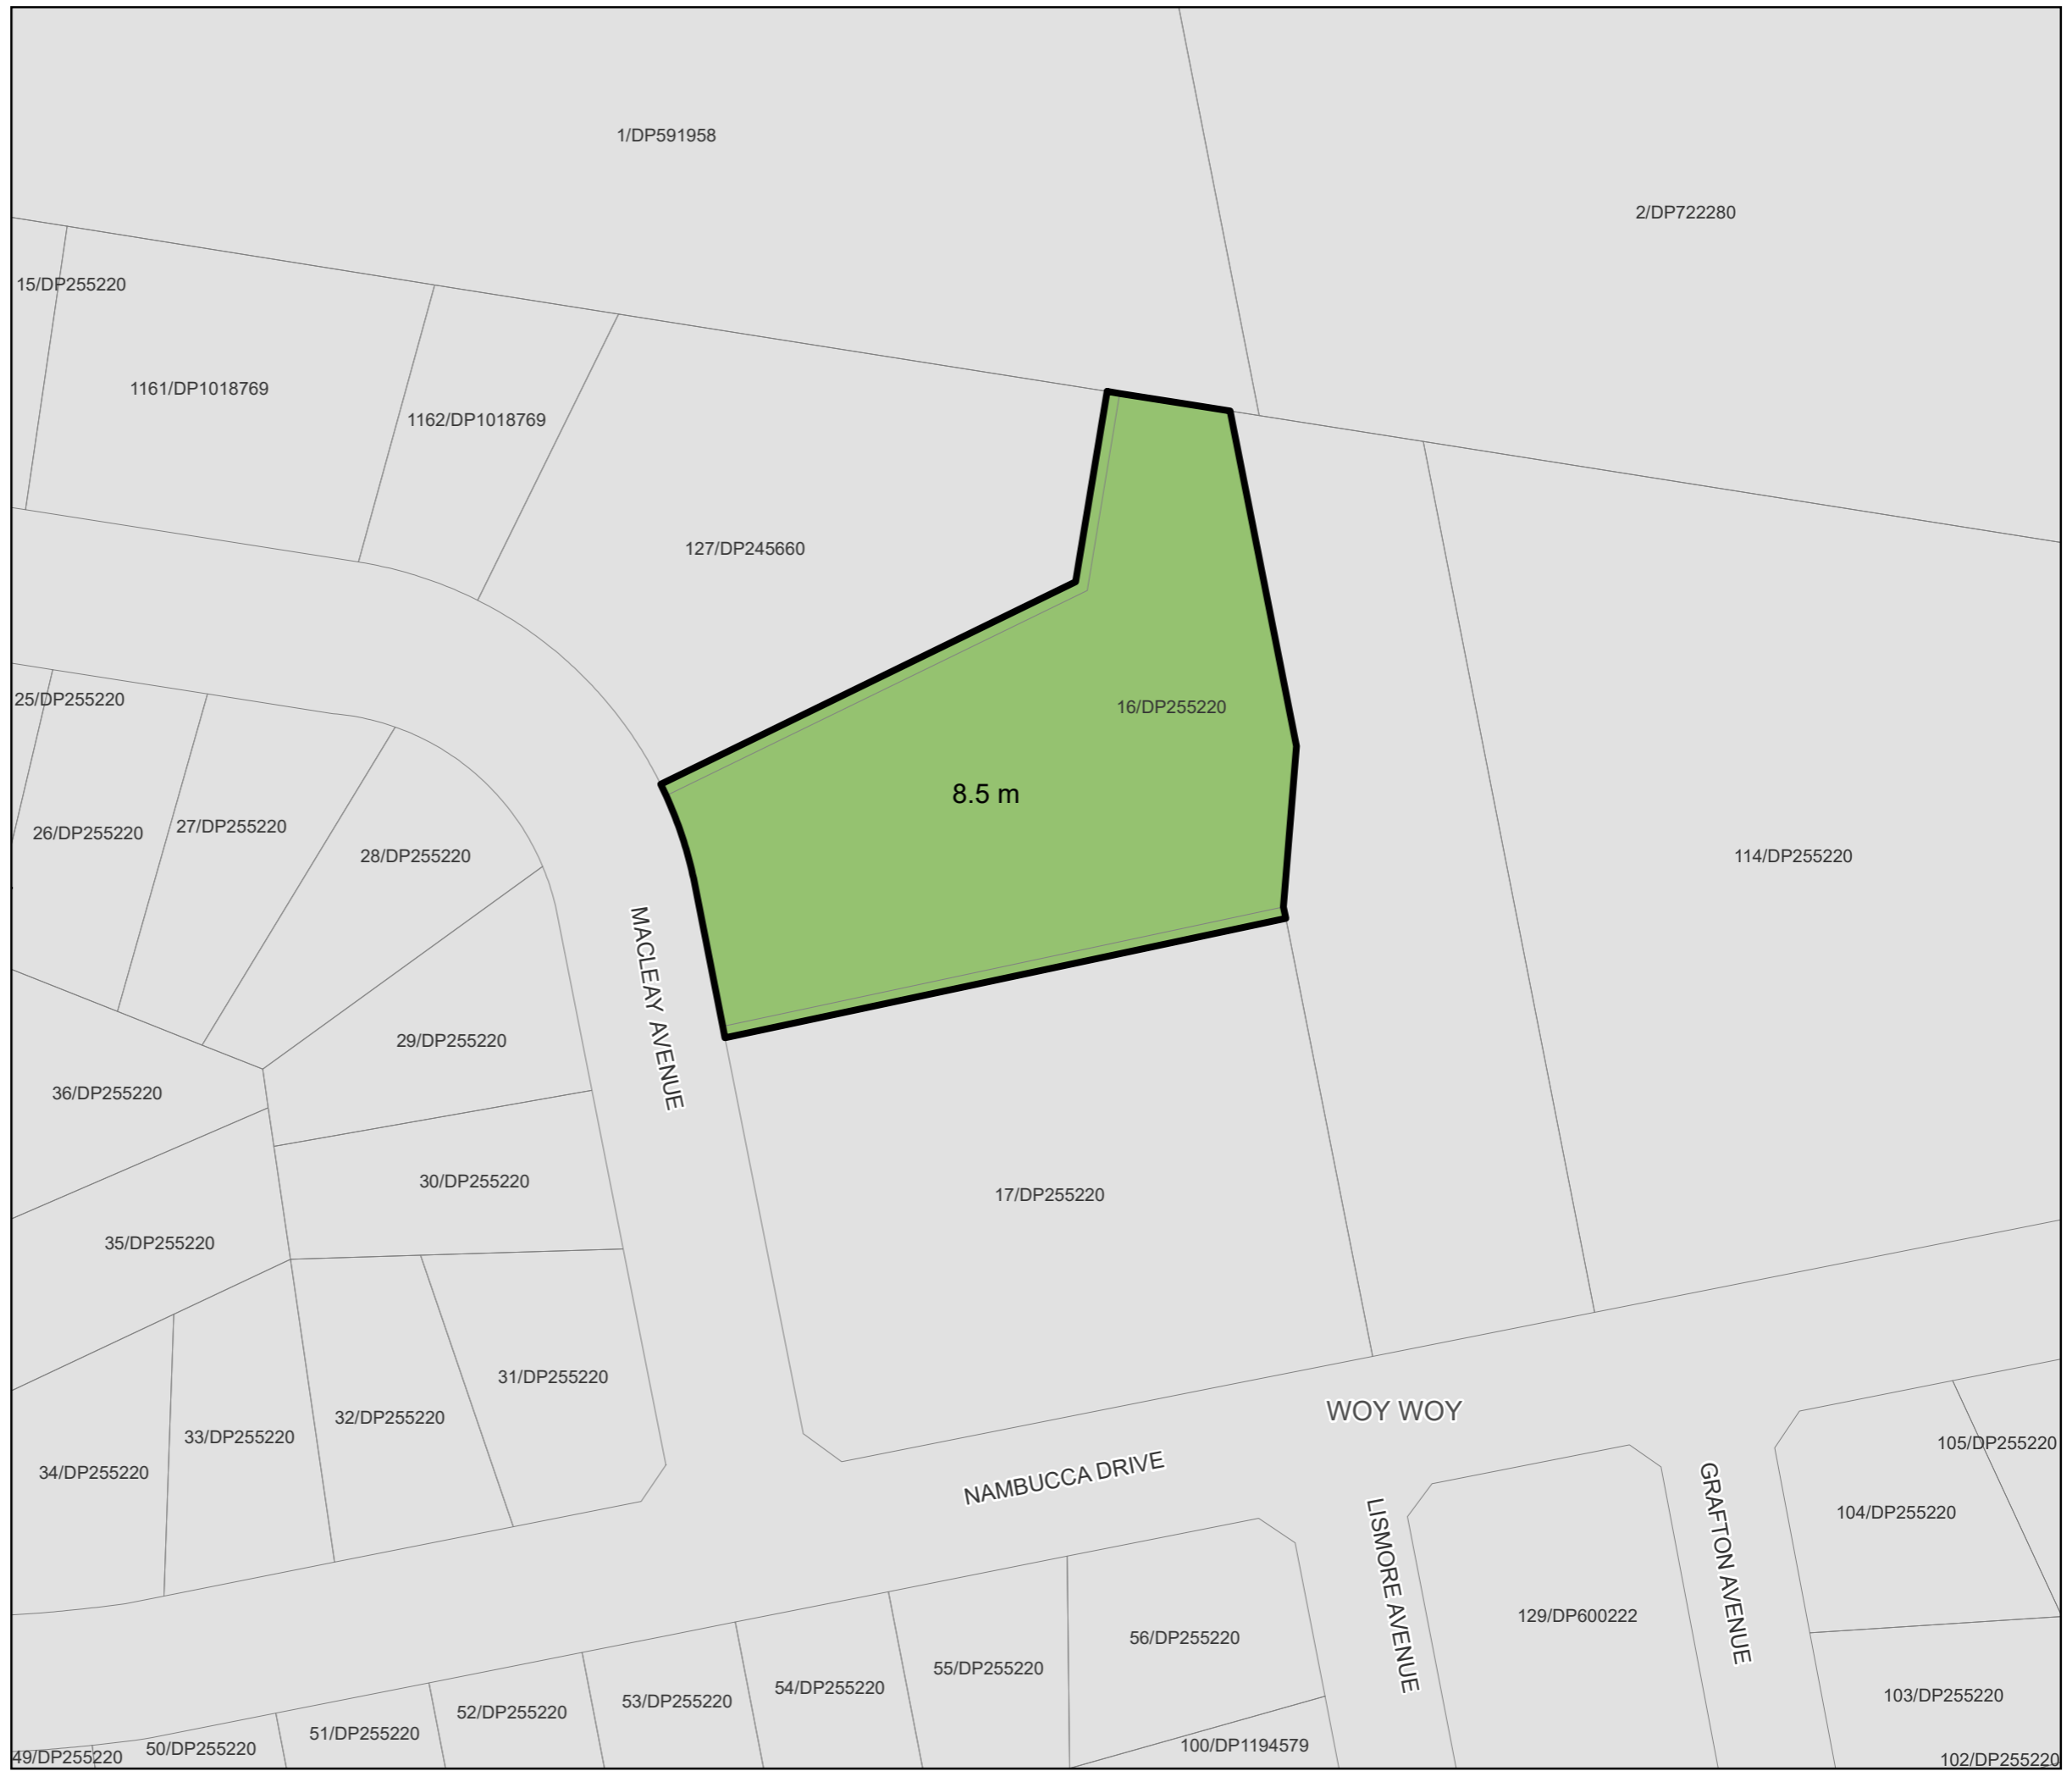 1/DP591958
2/DP722280
15/DP255220
1161/DP1018769
1162/DP1018769
127/DP245660
25/DP255220
16/DP255220
8.5 m
26/DP255220
27/DP255220
28/DP255220
114/DP255220
MACLEAY AVENUE
29/DP255220
36/DP255220
30/DP255220
17/DP255220
35/DP255220
31/DP255220
32/DP255220
33/DP255220
34/DP255220
WOY WOY
NAMBUCCA DRIVE
LISMORE AVENUE
GRAFTON AVENUE
105/DP255220
104/DP255220
129/DP600222
56/DP255220
55/DP255220
54/DP255220
53/DP255220
52/DP255220
51/DP255220
50/DP255220
49/DP255220
100/DP1194579
103/DP255220
102/DP255220